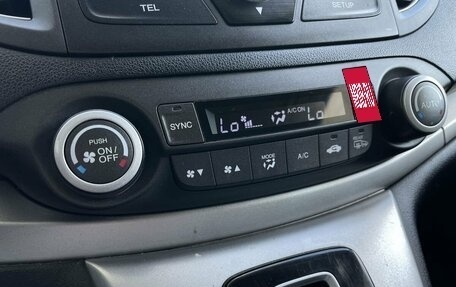 TEL
SETUP
SYNC
Lo
A/C ON
Lo
PUSH
ON/
OFF
AUTO
MODE
A/C